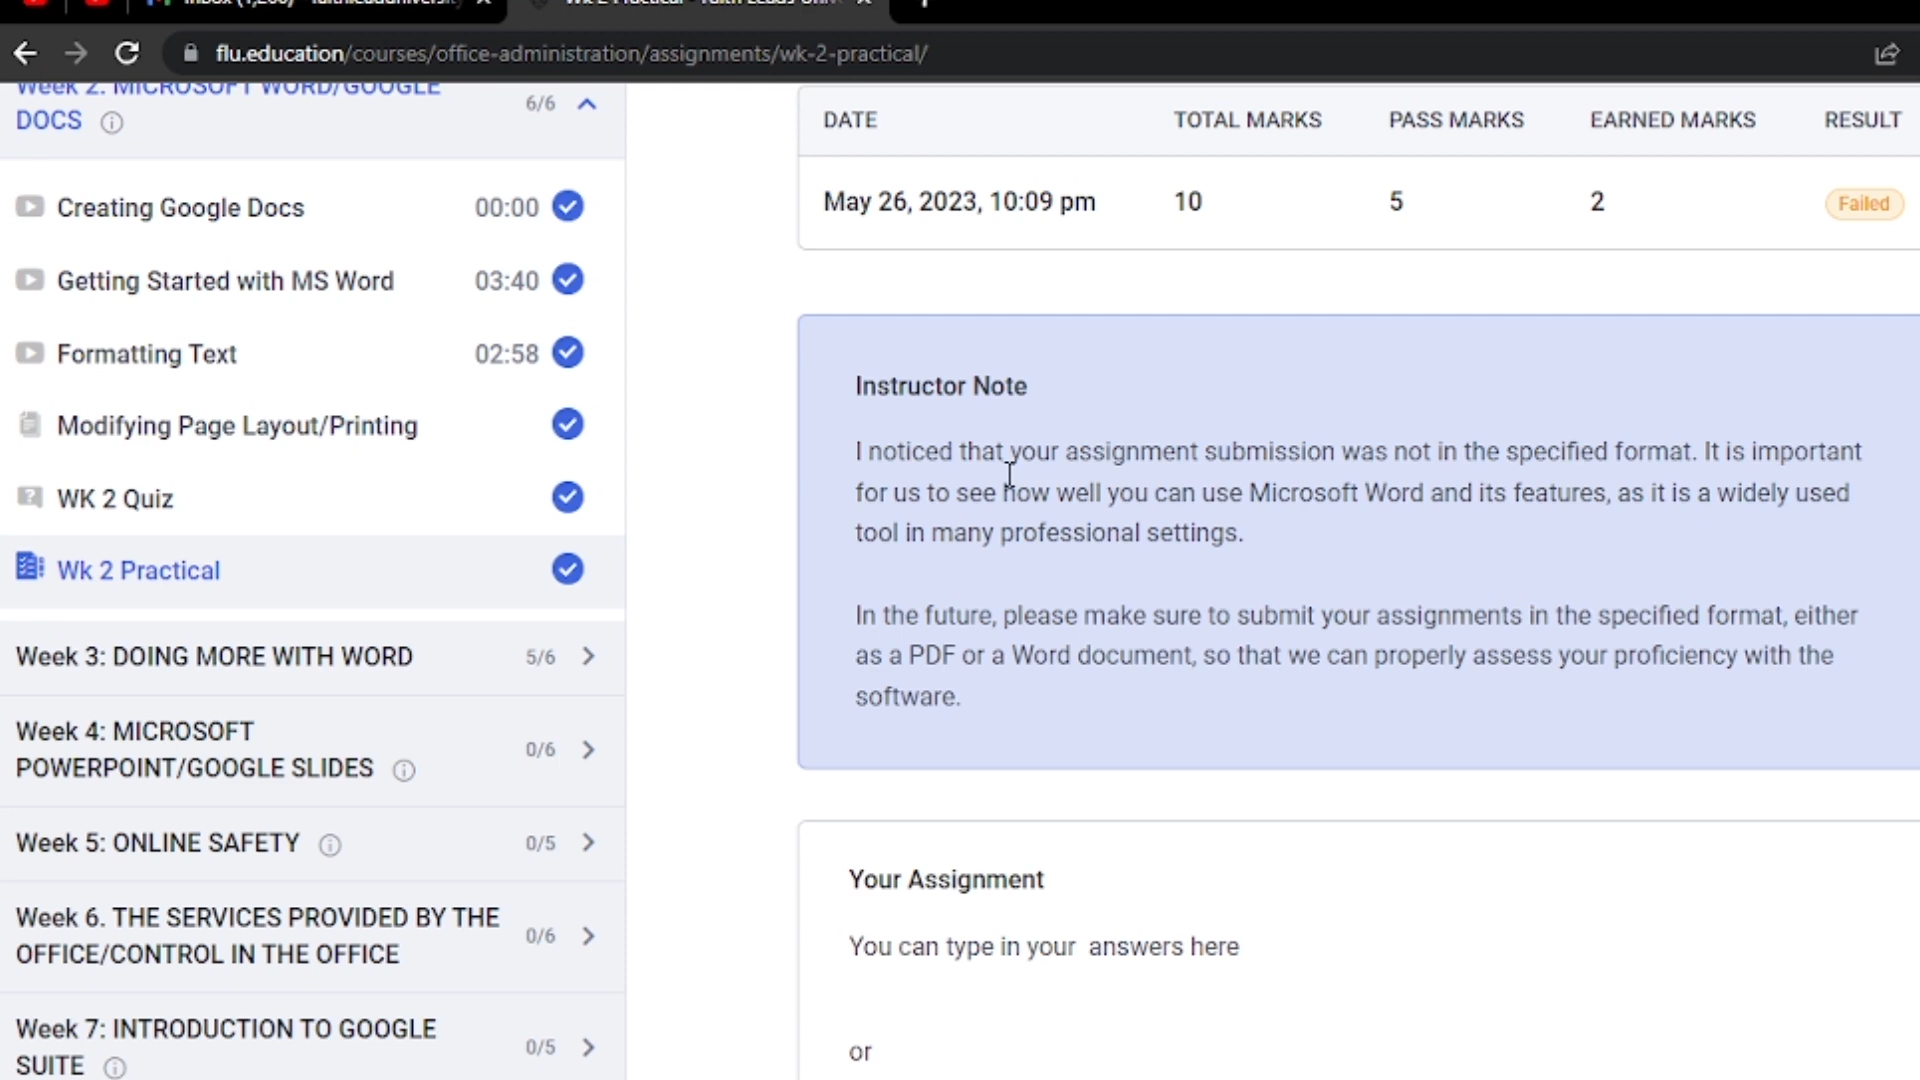 flu.education/courses/office-administration/assignments/wk-2-practical/
Week 2: MICROSOFT WORD/GOOGLE
DOCS
6/6
Creating Google Docs 00:00
Getting Started with MS Word 03:40
Formatting Text 02:58
Modifying Page Layout/Printing
WK 2 Quiz
Wk 2 Practical
Week 3: DOING MORE WITH WORD 5/6
Week 4: MICROSOFT
POWERPOINT/GOOGLE SLIDES
0/6
Week 5: ONLINE SAFETY 0/5
Week 6. THE SERVICES PROVIDED BY THE
OFFICE/CONTROL IN THE OFFICE
0/6
Week 7: INTRODUCTION TO GOOGLE
SUITE
0/5
DATE TOTAL MARKS PASS MARKS EARNED MARKS RESULT
May 26, 2023, 10:09 pm 10 5 2 Failed
Instructor Note
I noticed that your assignment submission was not in the specified format. It is important
for us to see how well you can use Microsoft Word and its features, as it is a widely used
tool in many professional settings.
In the future, please make sure to submit your assignments in the specified format, either
as a PDF or a Word document, so that we can properly assess your proficiency with the
software.
Your Assignment
You can type in your answers here
or